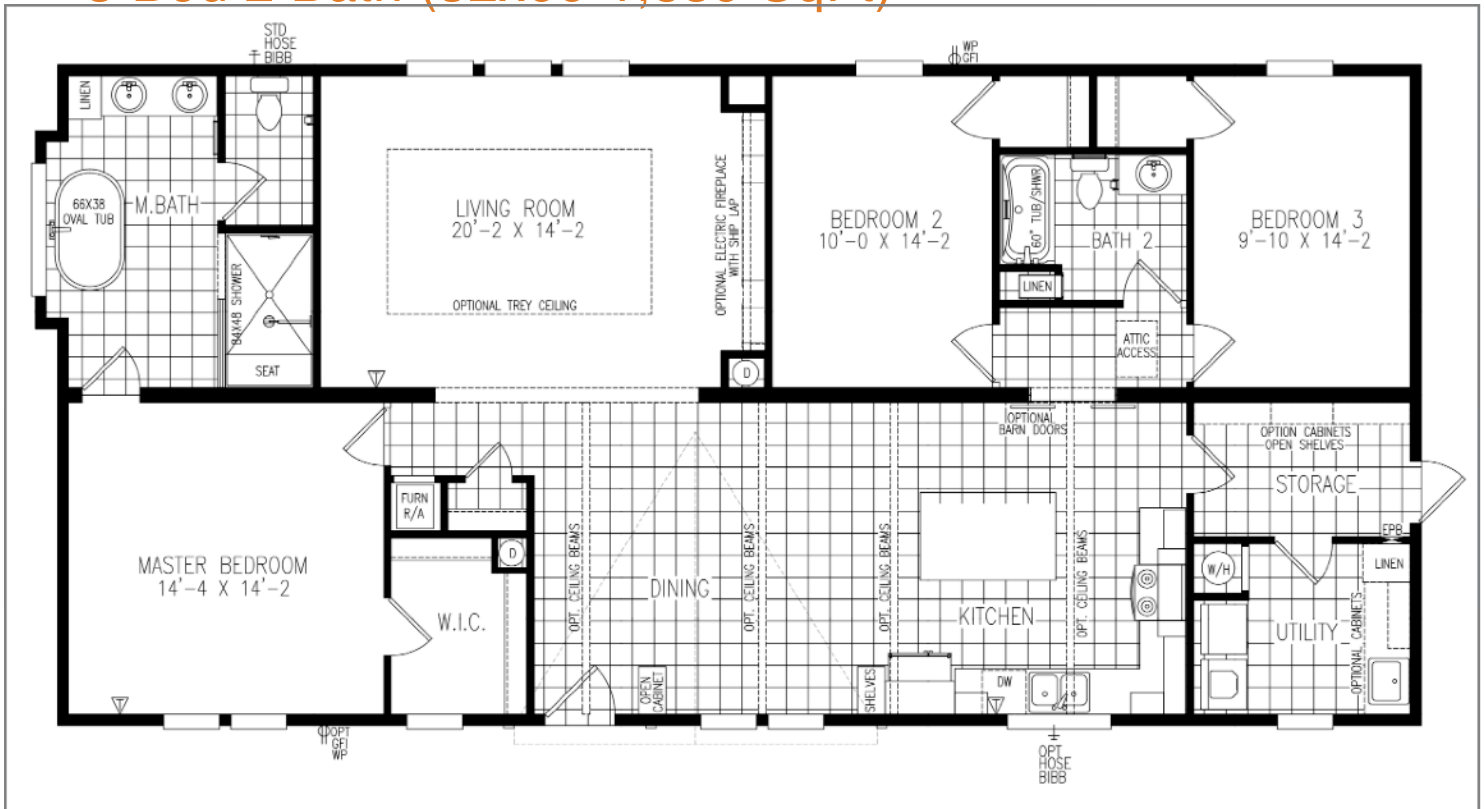 STD
HOSE
BIBB
WP
GFI
LINEN
66X38
OVAL TUB
M.BATH
84X48 SHOWER
SEAT
LIVING ROOM
20'-2 X 14'-2
OPTIONAL TREY CEILING
OPTIONAL ELECTRIC FIREPLACE
WITH SHIP LAP
D
BEDROOM 2
10'-0 X 14'-2
60" TUB/SHWR
BATH 2
LINEN
ATTIC
ACCESS
BEDROOM 3
9'-10 X 14'-2
OPTIONAL
BARN DOORS
OPTION CABINETS
OPEN SHELVES
STORAGE
EPB
MASTER BEDROOM
14'-4 X 14'-2
FURN
R/A
D
W.I.C.
OPT. CEILING BEAMS
DINING
OPT. CEILING BEAMS
OPT. CEILING BEAMS
KITCHEN
OPT. CEILING BEAMS
OPEN
CABINET
SHELVES
DW
W/H
LINEN
UTILITY
OPTIONAL CABINETS
OPT
GFI
WP
OPT
HOSE
BIBB